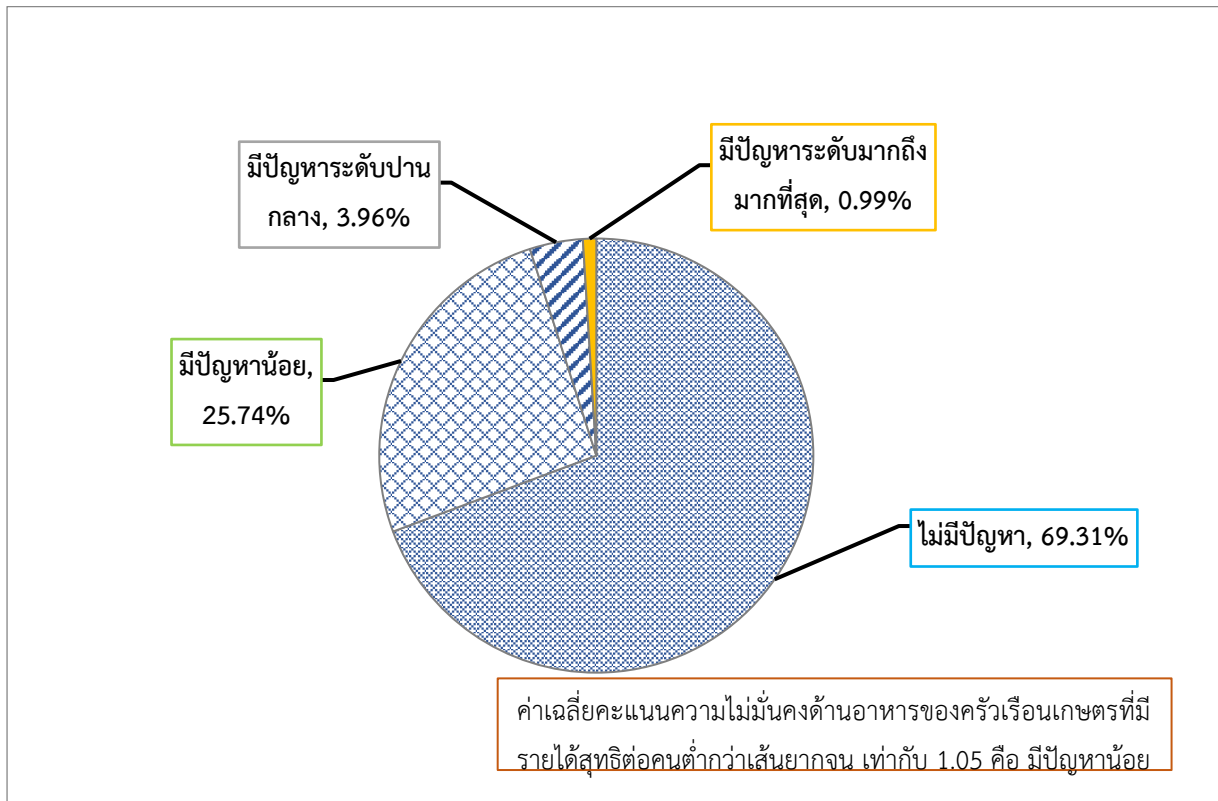 มีปัญหาระดับปาน
กลาง, 3.96%
มีปัญหาระดับมากถึง
มากที่สุด, 0.99%
มีปัญหาน้อย,
25.74%
ไม่มีปัญหา, 69.31%
ค่าเฉลี่ยคะแนนความไม่มั่นคงด้านอาหารของครัวเรือนเกษตรที่มี
รายได้สุทธิต่อคนต่ำกว่าเส้นยากจน เท่ากับ 1.05 คือ มีปัญหาน้อย